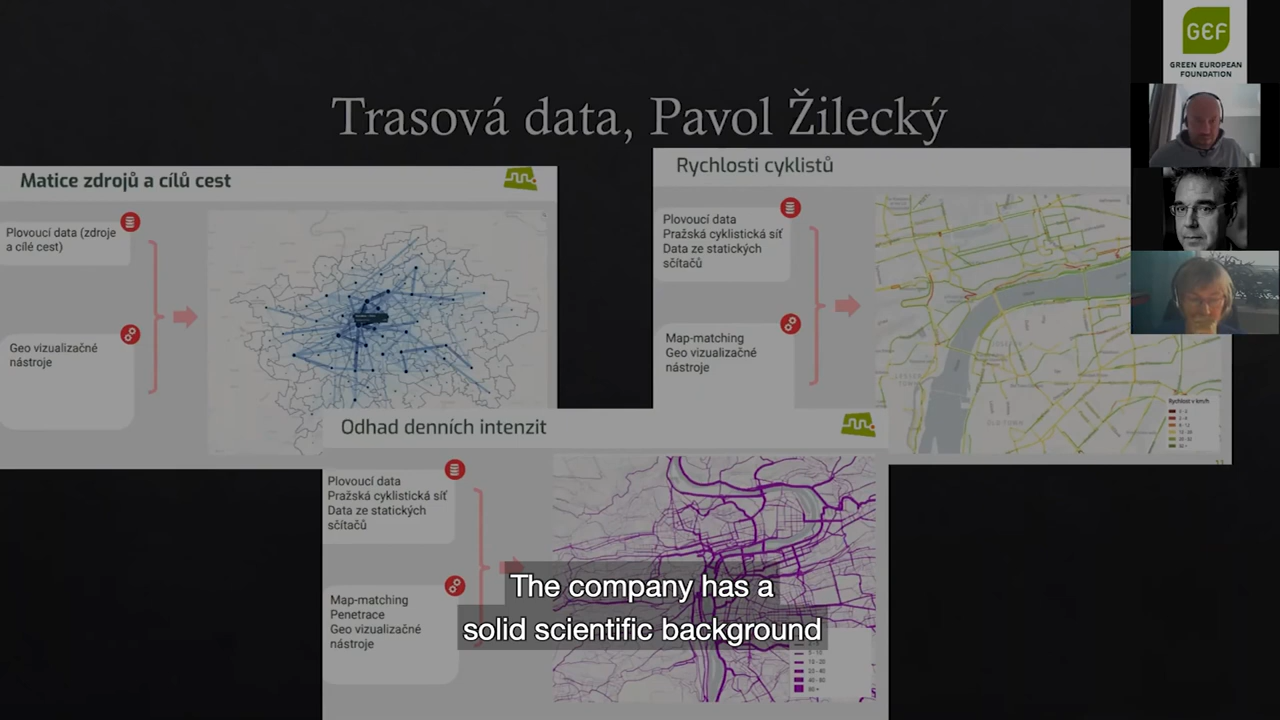 GEF
GREEN EUROPEAN
FOUNDATION
Trasová data, Pavol Žilecký
Matice zdrojů a cílů cest
Plovoucí data (zdroje
a cílé cest)
Geo vizualizačné
nástroje
Rychlosti cyklistů
Plovoucí data
Pražská cyklistická síť
Data ze statických
sčítačů
Map-matching
Geo vizualizačné
nástroje
Rychlost v km/h
Odhad denních intenzit
Plovoucí data
Pražská cyklistická síť
Data ze statických
sčítačů
Map-matching
Penetrace
Geo vizualizačné
nástroje
The company has a
solid scientific background